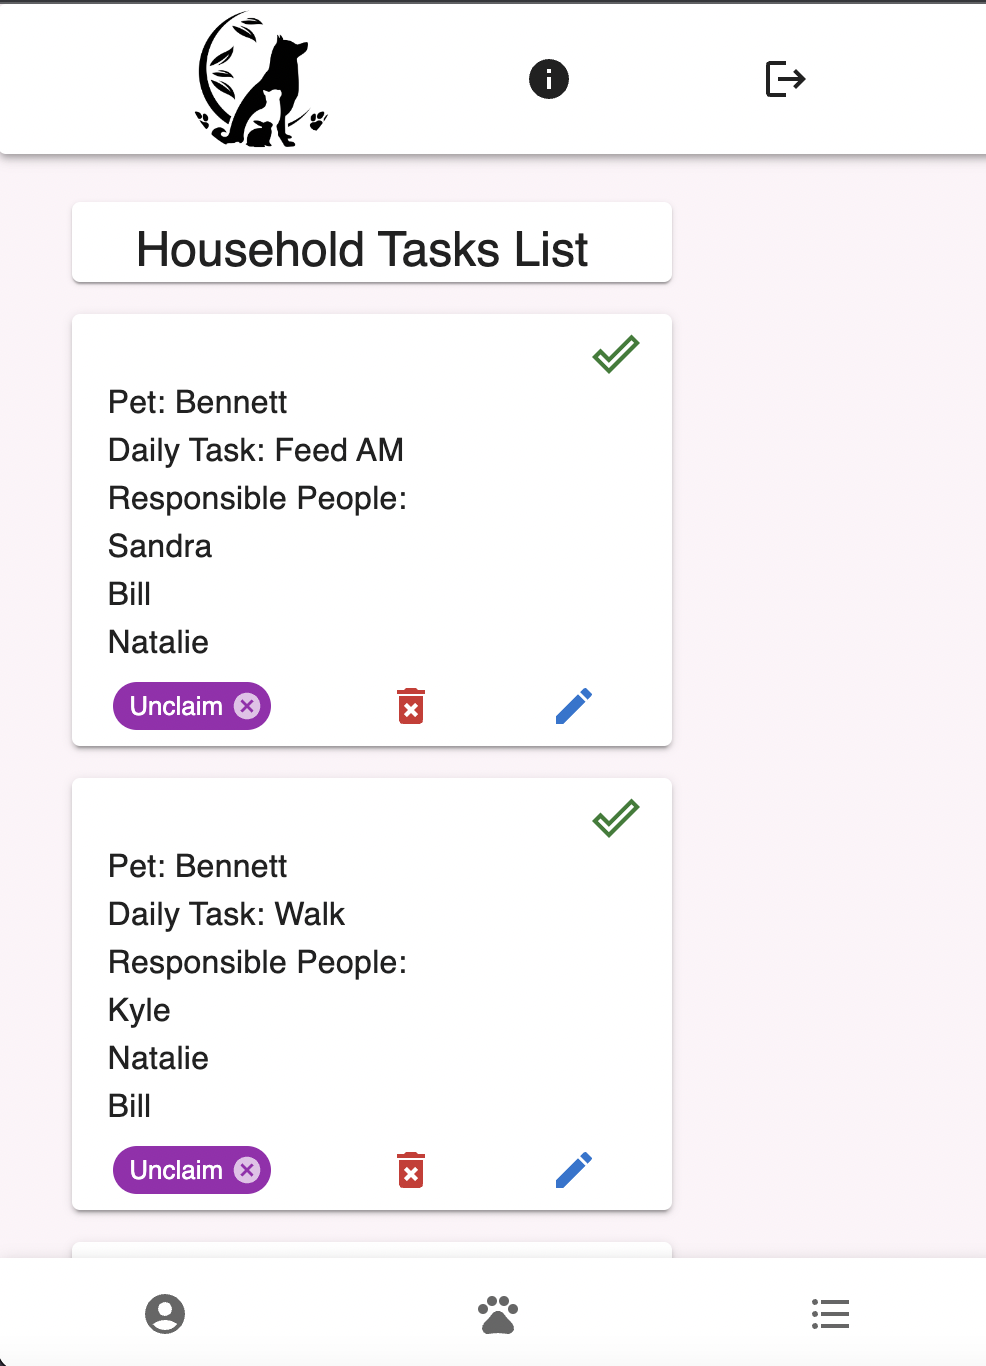 Household Tasks List
Pet: Bennett
Daily Task: Feed AM
Responsible People:
Sandra
Bill
Natalie
Unclaim
Pet: Bennett
Daily Task: Walk
Responsible People:
Kyle
Natalie
Bill
Unclaim